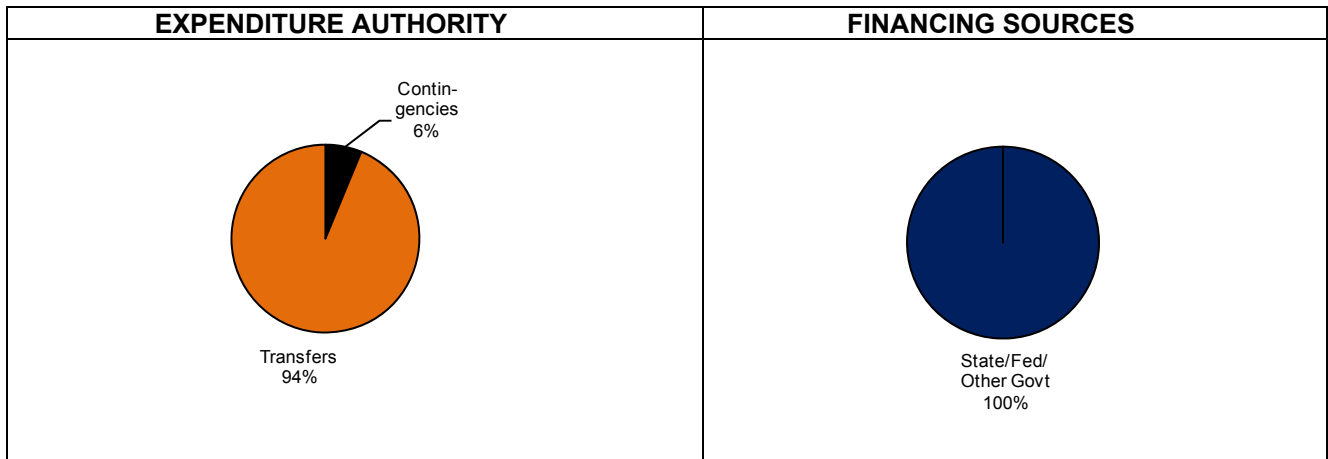 EXPENDITURE AUTHORITY
FINANCING SOURCES
Contin-
gencies
6%
Transfers
94%
State/Fed/
Other Govt
100%